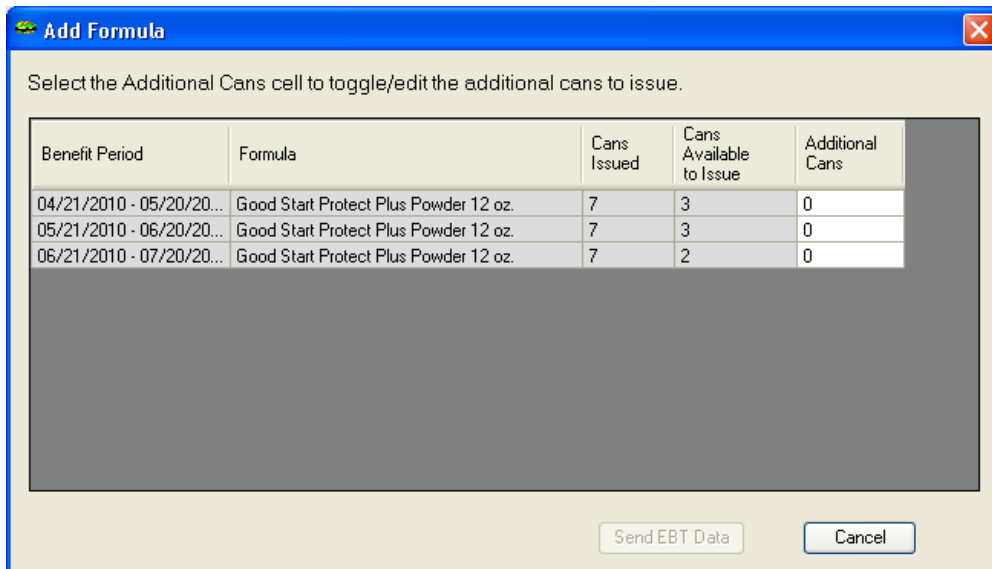 Add Formula
Select the Additional Cans cell to toggle/edit the additional cans to issue.
Benefit Period Formula Cans Issued Cans Available to Issue Additional Cans
04/21/2010 - 05/20/20... Good Start Protect Plus Powder 12 oz. 7 3 0
05/21/2010 - 06/20/20... Good Start Protect Plus Powder 12 oz. 7 3 0
06/21/2010 - 07/20/20... Good Start Protect Plus Powder 12 oz. 7 2 0
Send EBT Data Cancel